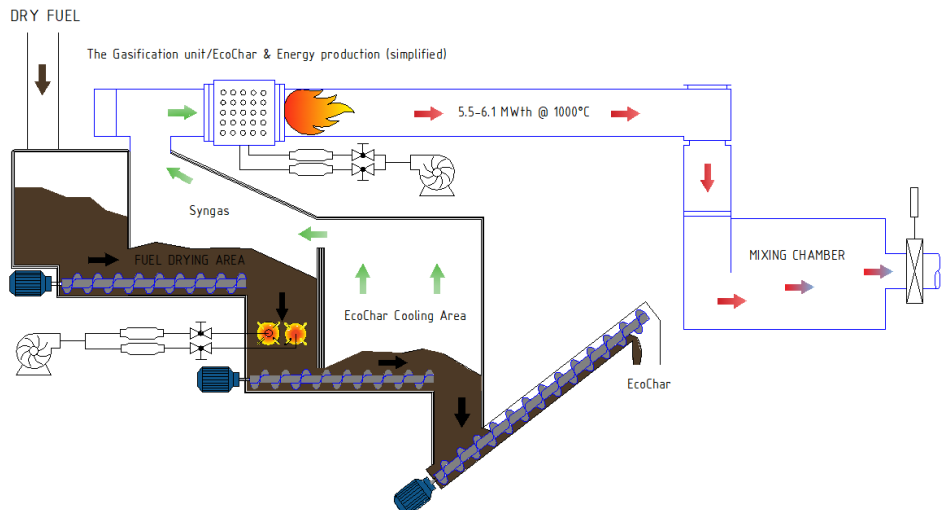 DRY FUEL
The Gasification unit/EcoChar & Energy production (simplified)
5.5-6.1 MWth @ 1000°C
Syngas
FUEL DRYING AREA
MIXING CHAMBER
EcoChar Cooling Area
EcoChar